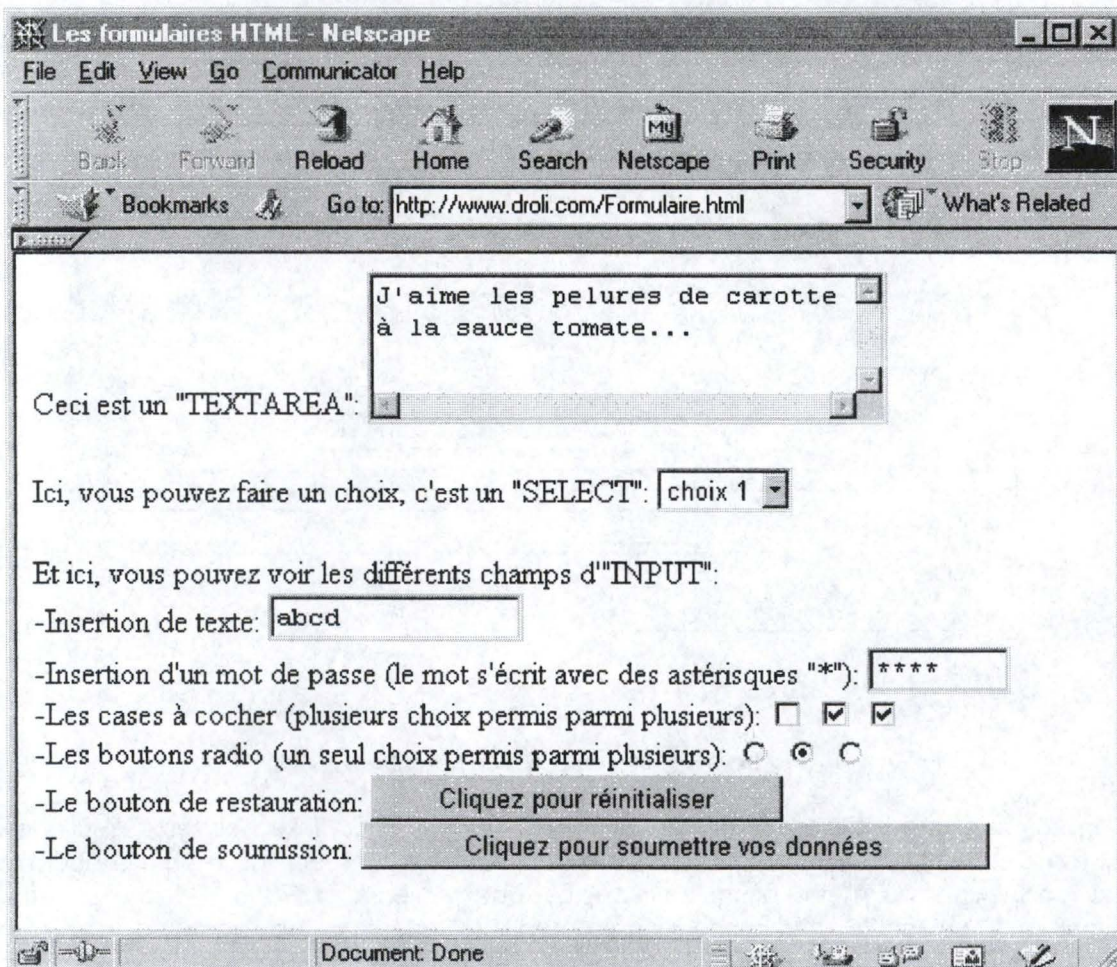 Les formulaires HTML - Netscape
File Edit View Go Communicator Help
Back Forward Reload Home Search Netscape Print Security Stop
My
N
Bookmarks Go to: http://www.droli.com/Formulaire.html What's Related
J'aime les pelures de carotte
à la sauce tomate...
Ceci est un "TEXTAREA":
Ici, vous pouvez faire un choix, c'est un "SELECT": choix 1
Et ici, vous pouvez voir les différents champs d'"INPUT":
-Insertion de texte: abcd
-Insertion d'un mot de passe (le mot s'écrit avec des astérisques "*"): ****
-Les cases à cocher (plusieurs choix permis parmi plusieurs):
-Les boutons radio (un seul choix permis parmi plusieurs):
-Le bouton de restauration: Cliquez pour réinitialiser
-Le bouton de soumission: Cliquez pour soumettre vos données
Document: Done